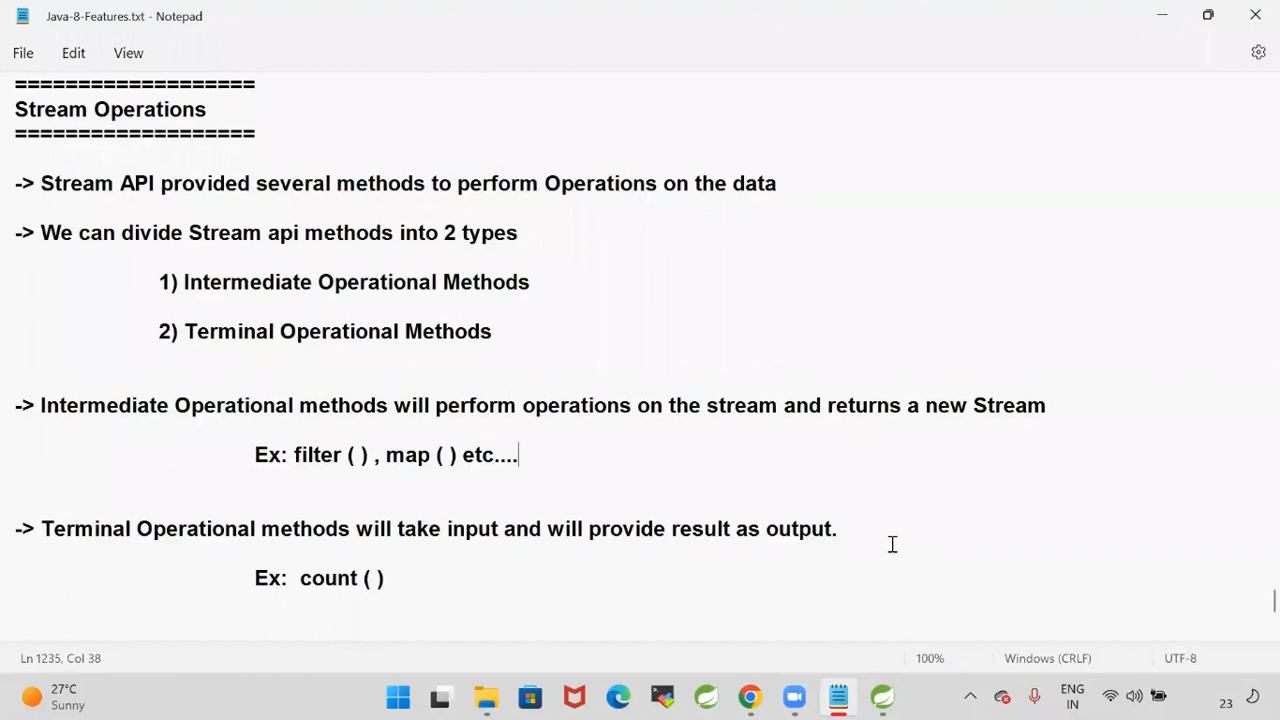 Java-8-Features.txt - Notepad
File Edit View
===================
Stream Operations
===================
-> Stream API provided several methods to perform Operations on the data
-> We can divide Stream api methods into 2 types
1) Intermediate Operational Methods
2) Terminal Operational Methods
-> Intermediate Operational methods will perform operations on the stream and returns a new Stream
Ex: filter ( ) , map ( ) etc....
-> Terminal Operational methods will take input and will provide result as output.
Ex:  count ( )
Ln 1235, Col 38 100% Windows (CRLF) UTF-8
27°C
Sunny
ENG
IN
23